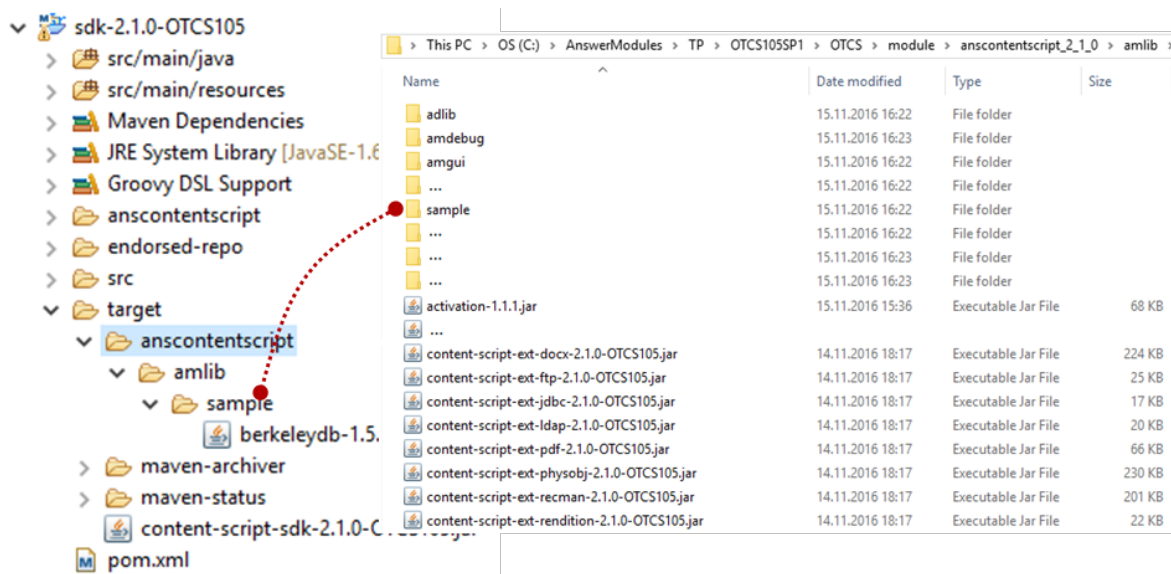 sdk-2.1.0-OTCS105
src/main/java
src/main/resources
Maven Dependencies
JRE System Library [JavaSE-1.6
Groovy DSL Support
anscontentscript
endorsed-repo
src
target
anscontentscript
amlib
sample
berkeleydb-1.5.
maven-archiver
maven-status
content-script-sdk-2.1.0-OTCS105.jar
pom.xml
This PC > OS (C:) > AnswerModules > TP > OTCS105SP1 > OTCS > module > anscontentscript_2_1_0 > amlib >
Name Date modified Type Size
adlib 15.11.2016 16:22 File folder
amdebug 15.11.2016 16:23 File folder
amgui 15.11.2016 16:22 File folder
... 15.11.2016 16:22 File folder
sample 15.11.2016 16:22 File folder
... 15.11.2016 16:22 File folder
... 15.11.2016 16:23 File folder
... 15.11.2016 16:23 File folder
activation-1.1.1.jar 15.11.2016 15:36 Executable Jar File 68 KB
...
content-script-ext-docx-2.1.0-OTCS105.jar 14.11.2016 18:17 Executable Jar File 224 KB
content-script-ext-ftp-2.1.0-OTCS105.jar 14.11.2016 18:17 Executable Jar File 25 KB
content-script-ext-jdbc-2.1.0-OTCS105.jar 14.11.2016 18:17 Executable Jar File 17 KB
content-script-ext-ldap-2.1.0-OTCS105.jar 14.11.2016 18:17 Executable Jar File 20 KB
content-script-ext-pdf-2.1.0-OTCS105.jar 14.11.2016 18:17 Executable Jar File 66 KB
content-script-ext-physobj-2.1.0-OTCS105.jar 14.11.2016 18:17 Executable Jar File 230 KB
content-script-ext-recman-2.1.0-OTCS105.jar 14.11.2016 18:17 Executable Jar File 201 KB
content-script-ext-rendition-2.1.0-OTCS105.jar 14.11.2016 18:17 Executable Jar File 22 KB